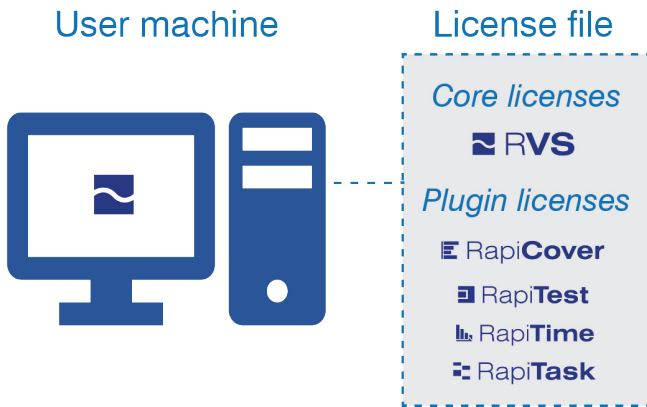 User machine
License file
Core licenses
RVS
Plugin licenses
RapiCover
RapiTest
RapiTime
RapiTask